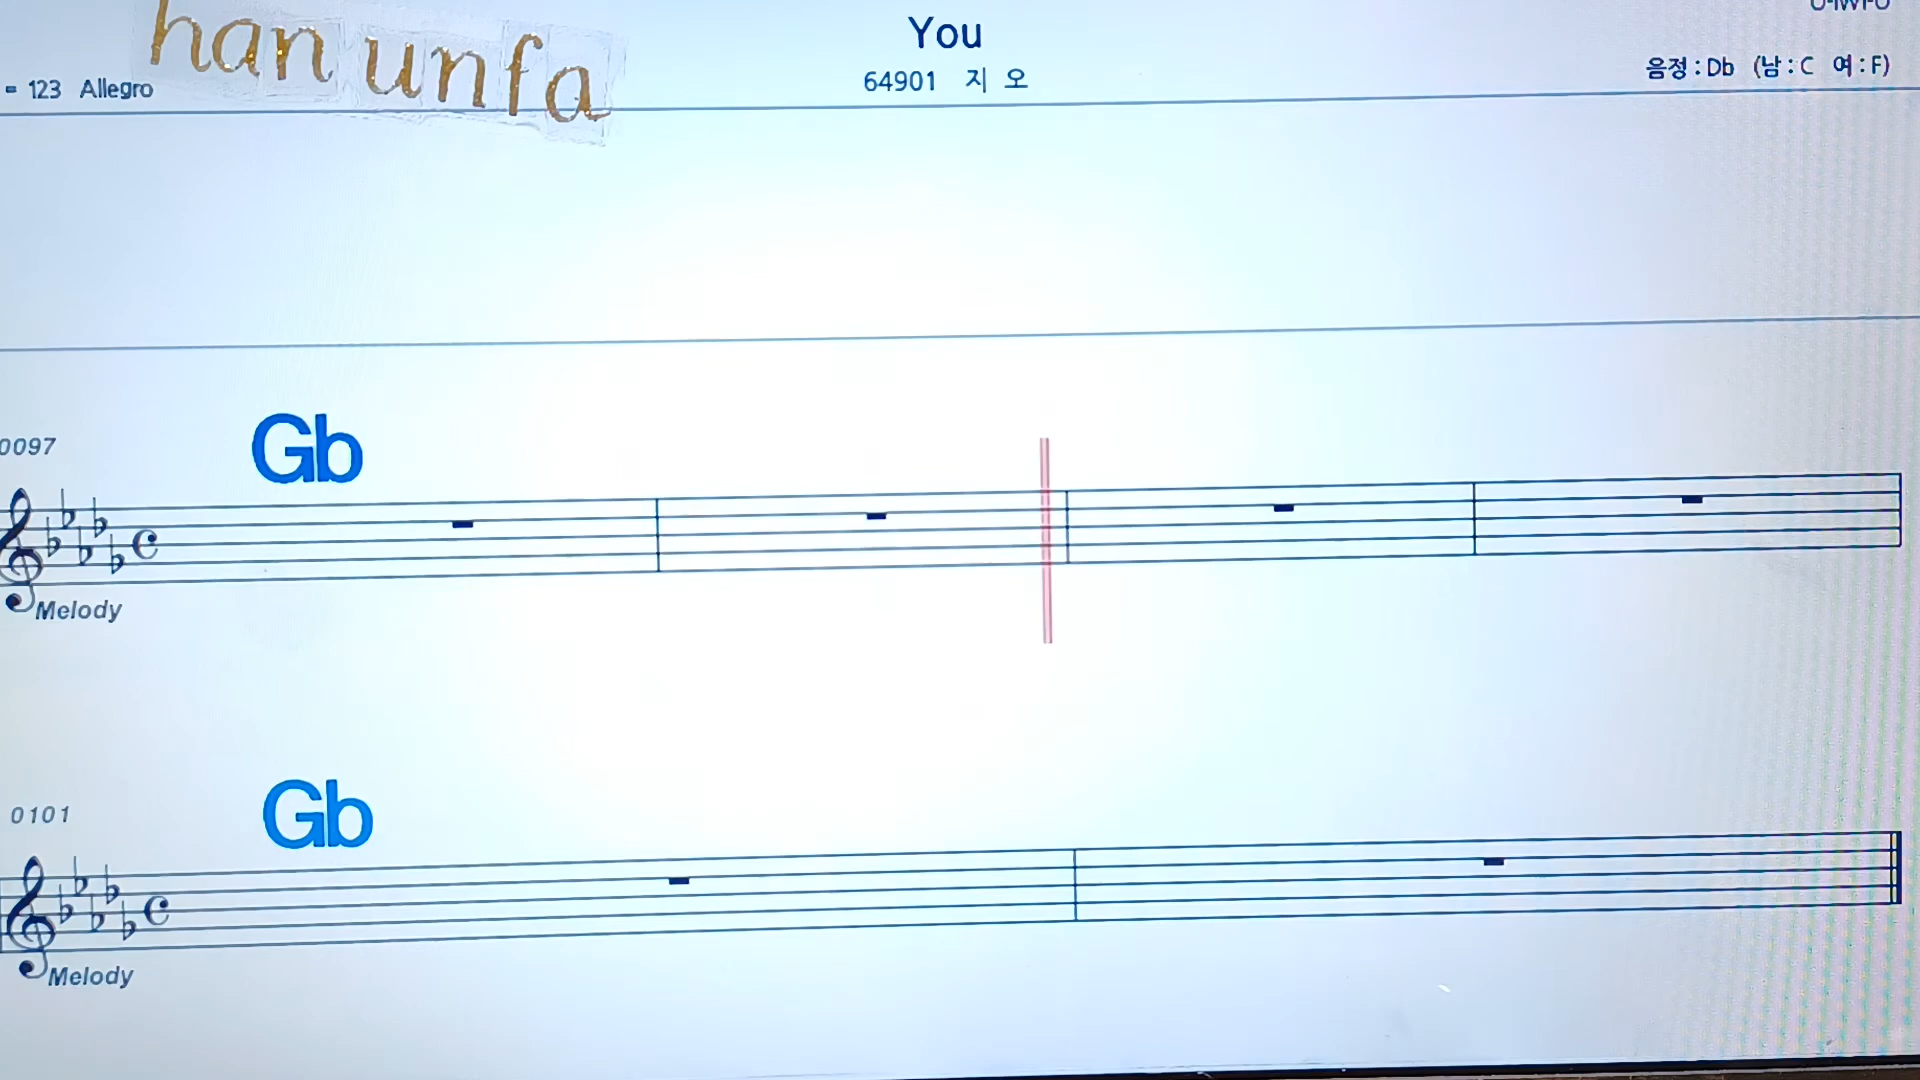 han unfa
You
= 123 Allegro
64901 지 오
음정 : Db (남 : C 여 : F)
0097
Gb
Melody
0101
Gb
Melody